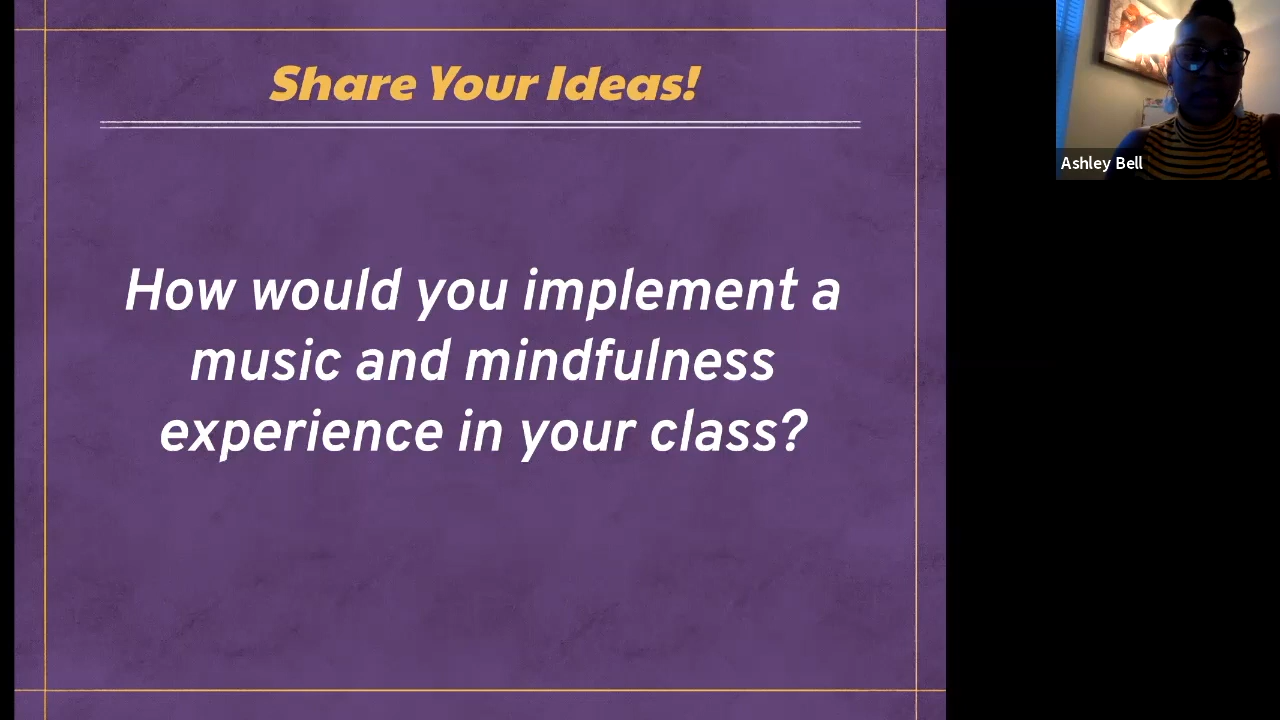 Share Your Ideas!
How would you implement a
music and mindfulness
experience in your class?
Ashley Bell